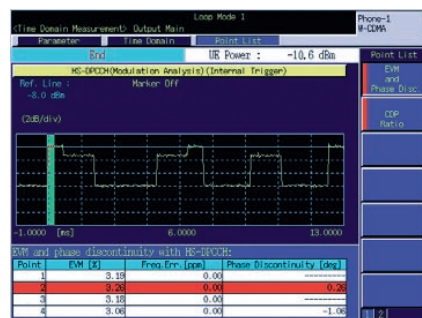 Loop Mode 1
Phone-1
<Time Domain Measurement> Output Main
W-CDMA
Parameter Time Domain Point List
End UE Power : -10.6 dBm
Point List
HS-DPCCH(Modulation Analysis)(Internal Trigger)
Ref. Line : Marker Off
-8.0 dBm
EVM
and
Phase Disc.
(2dB/div)
CDP
Ratio
-1.0000 [ms] 6.0000 13.0000
EVM and phase discontinuity with HS-DPCCH:
Point EVM [%] Freq.Err.[ppm] Phase Discontinuity [deg]
1 3.19 0.00 ---------
2 3.26 0.00 0.26
3 3.18 0.00 ---------
4 3.06 0.00 -1.06
1 2